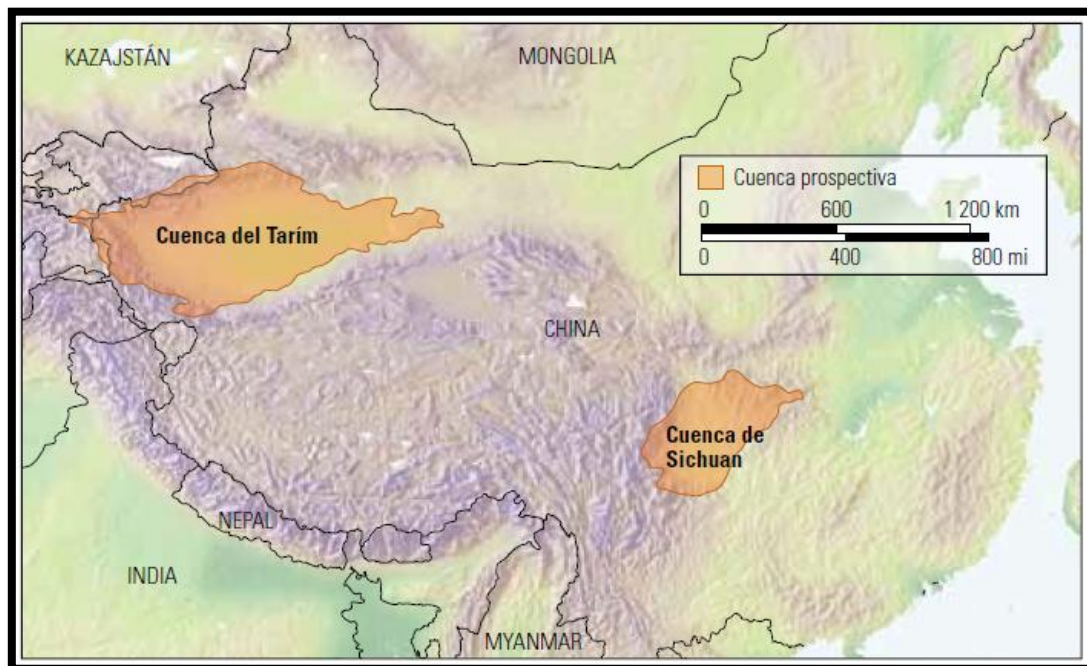 KAZAJSTÁN
MONGOLIA
Cuenca prospectiva
0 600 1 200 km
0 400 800 mi
Cuenca del Tarím
CHINA
Cuenca de
Sichuan
NEPAL
INDIA
MYANMAR